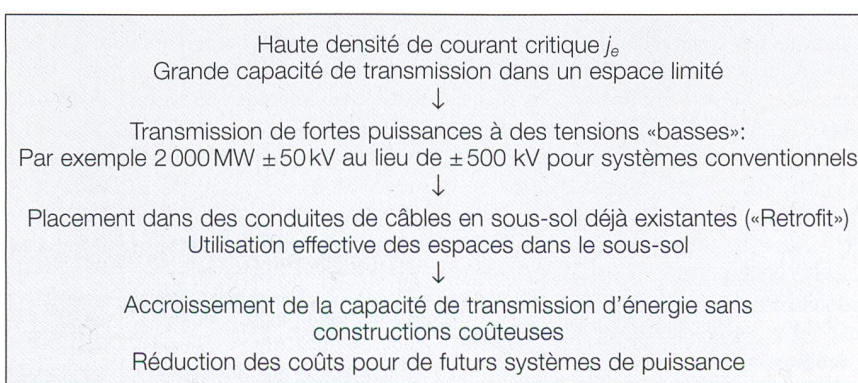 Haute densité de courant critique je
Grande capacité de transmission dans un espace limité
↓
Transmission de fortes puissances à des tensions «basses»:
Par exemple 2 000 MW ± 50 kV au lieu de ± 500 kV pour systèmes conventionnels
↓
Placement dans des conduites de câbles en sous-sol déjà existantes («Retrofit»)
Utilisation effective des espaces dans le sous-sol
↓
Accroissement de la capacité de transmission d'énergie sans
constructions coûteuses
Réduction des coûts pour de futurs systèmes de puissance